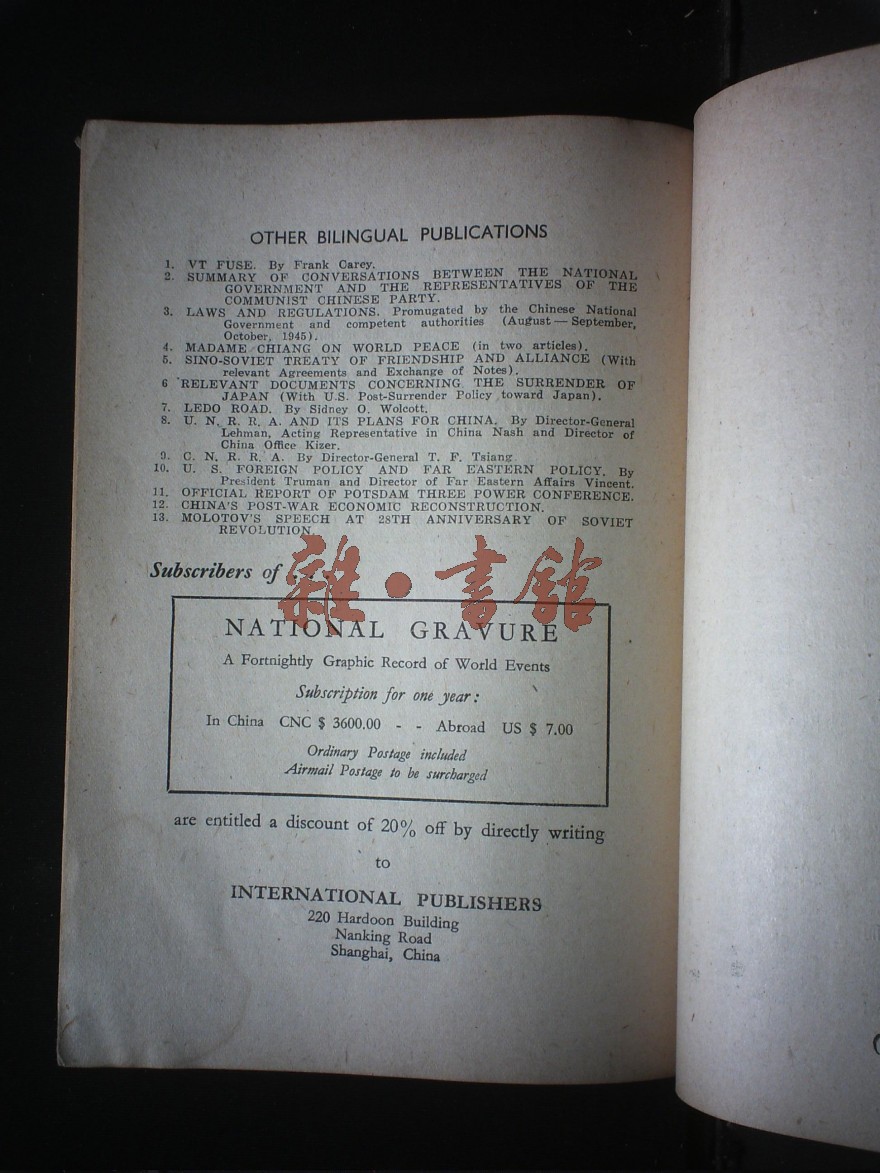 OTHER BILINGUAL PUBLICATIONS
1. VT FUSE. By Frank Carey.
2. SUMMARY OF CONVERSATIONS BETWEEN THE NATIONAL
GOVERNMENT AND THE REPRESENTATIVES OF THE
COMMUNIST CHINESE PARTY.
3. LAWS AND REGULATIONS. Promugated by the Chinese National
Government and competent authorities (August — September,
October, 1945).
4. MADAME CHIANG ON WORLD PEACE (in two articles).
5. SINO-SOVIET TREATY OF FRIENDSHIP AND ALLIANCE (With
relevant Agreements and Exchange of Notes).
6 RELEVANT DOCUMENTS CONCERNING THE SURRENDER OF
JAPAN (With U.S. Post-Surrender Policy toward Japan).
7. LEDO ROAD. By Sidney O. Wolcott.
8. U. N. R. R. A. AND ITS PLANS FOR CHINA. By Director-General
Lehman, Acting Representative in China Nash and Director of
China Office Kizer.
9. C. N. R. R. A. By Director-General T. F. Tsiang
10. U. S. FOREIGN POLICY AND FAR EASTERN POLICY. By
President Truman and Director of Far Eastern Affairs Vincent.
11. OFFICIAL REPORT OF POTSDAM THREE POWER CONFERENCE.
12. CHINA'S POST-WAR ECONOMIC RECONSTRUCTION.
13. MOLOTOV'S SPEECH AT 28TH ANNIVERSARY OF SOVIET
REVOLUTION
Subscribers of
雜·書館
NATIONAL GRAVURE
A Fortnightly Graphic Record of World Events
Subscription for one year:
In China CNC $ 3600.00 - - Abroad US $ 7.00
Ordinary Postage included
Airmail Postage to be surcharged
are entitled a discount of 20% off by directly writing
to
INTERNATIONAL PUBLISHERS
220 Hardoon Building
Nanking Road
Shanghai, China